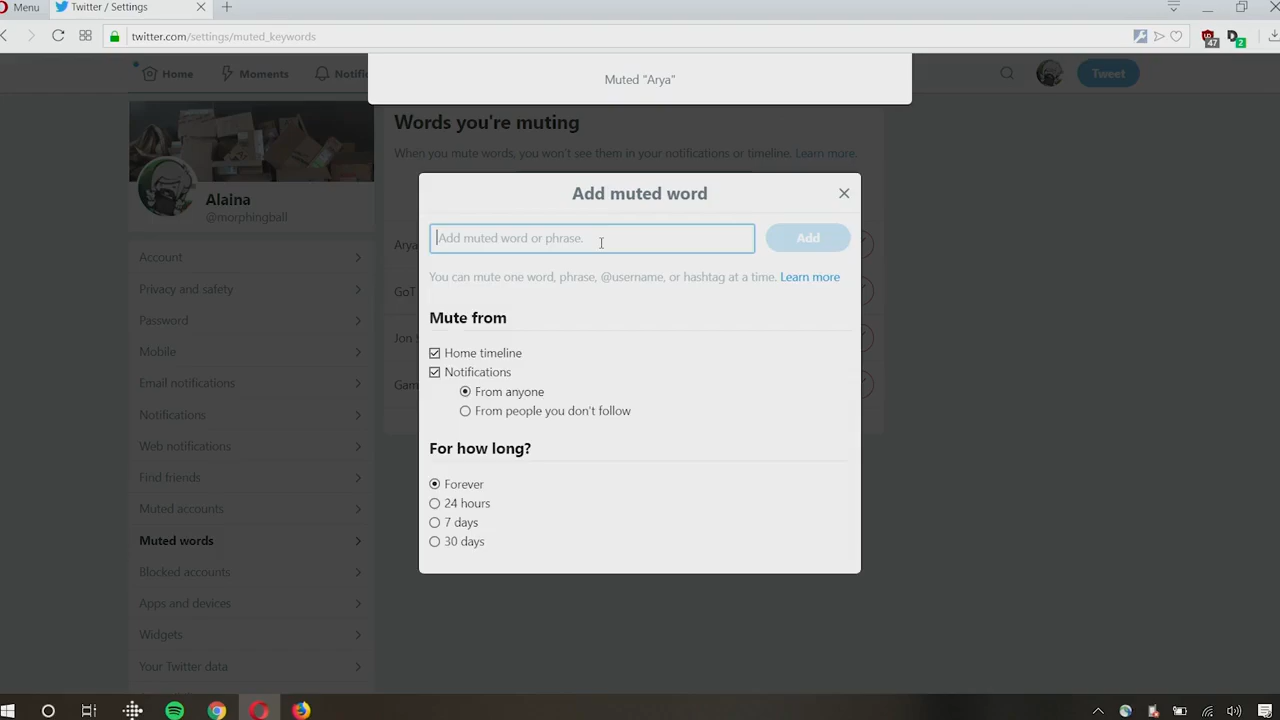 Menu
Twitter / Settings
twitter.com/settings/muted_keywords
47
2
Muted "Arya"
Home
Moments
Tweet
Words you're muting
When you mute words, you won't see them in your notifications or timeline. Learn more.
Alaina
@morphingball
Account
Privacy and safety
Password
Mobile
Email notifications
Notifications
Web notifications
Find friends
Muted accounts
Muted words
Blocked accounts
Apps and devices
Widgets
Your Twitter data
Arya
GoT
Jon
Add muted word
Add muted word or phrase.
Add
You can mute one word, phrase, @username, or hashtag at a time. Learn more
Mute from
Home timeline
Notifications
From anyone
From people you don't follow
For how long?
Forever
24 hours
7 days
30 days